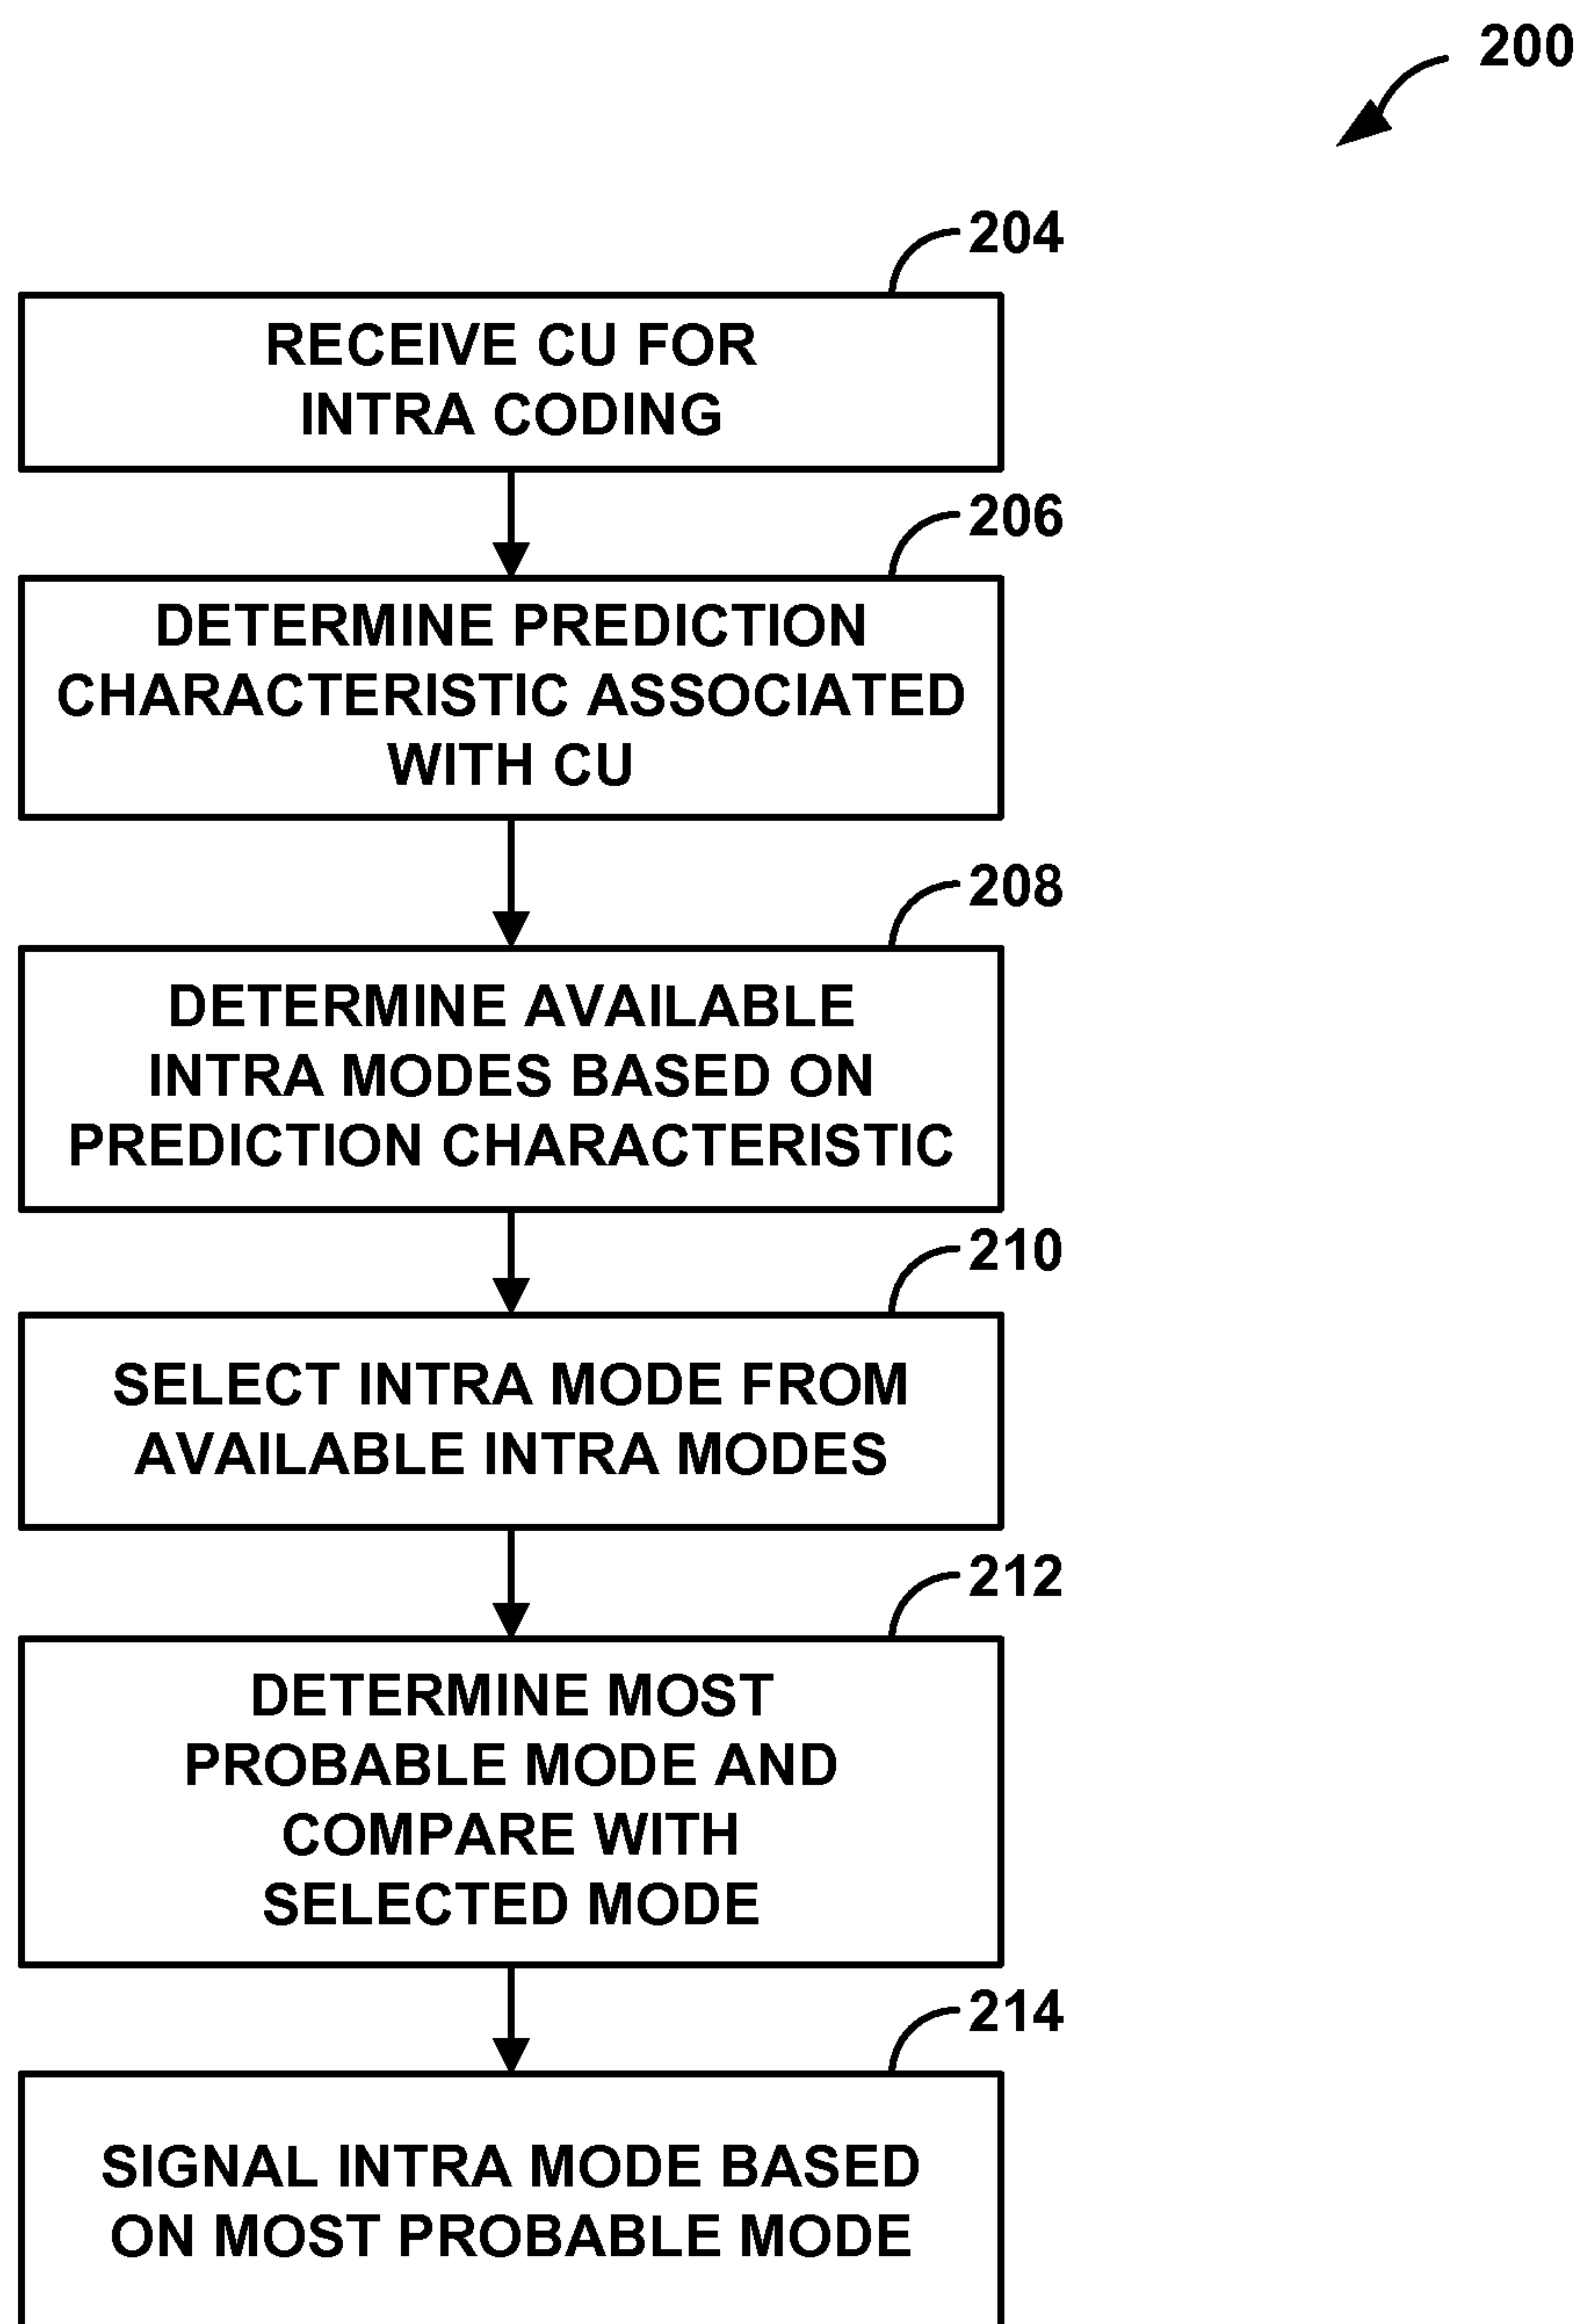 200
204
RECEIVE CU FOR
INTRA CODING
206
DETERMINE PREDICTION
CHARACTERISTIC ASSOCIATED
WITH CU
208
DETERMINE AVAILABLE
INTRA MODES BASED ON
PREDICTION CHARACTERISTIC
210
SELECT INTRA MODE FROM
AVAILABLE INTRA MODES
212
DETERMINE MOST
PROBABLE MODE AND
COMPARE WITH
SELECTED MODE
214
SIGNAL INTRA MODE BASED
ON MOST PROBABLE MODE